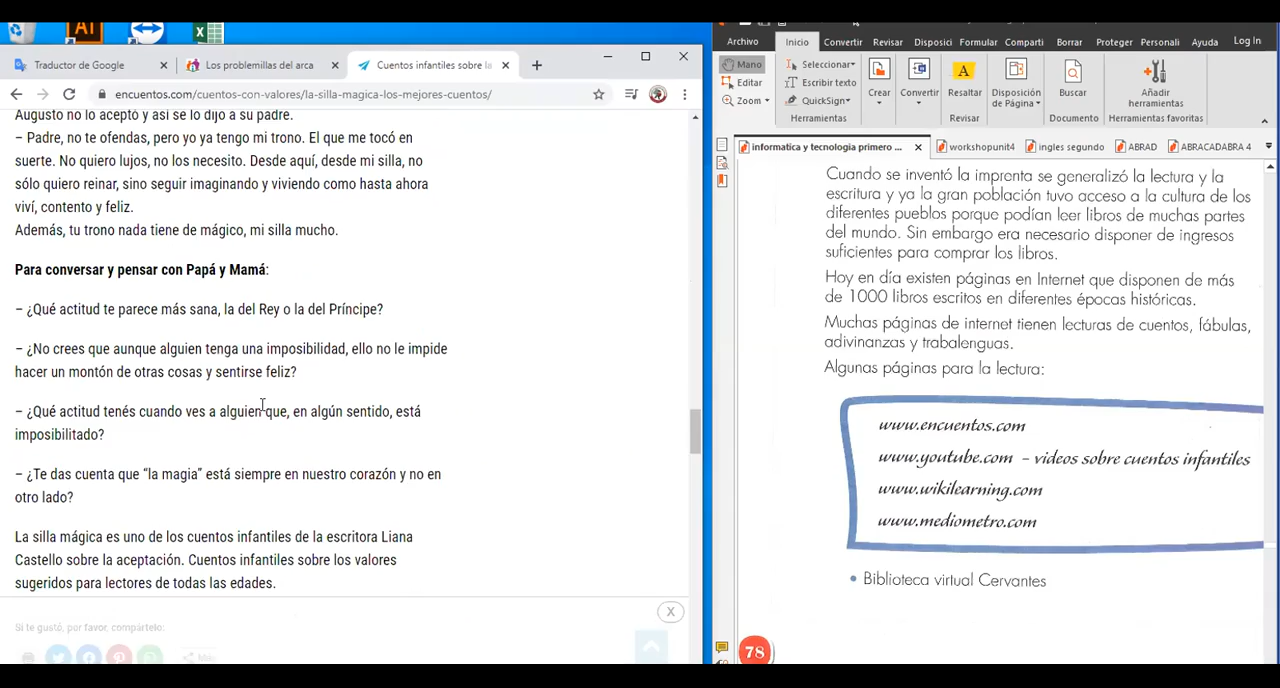 Ai
X
Traductor de Google
Los problemillas del arca
Cuentos infantiles sobre la
encuentos.com/cuentos-con-valores/la-silla-magica-los-mejores-cuentos/
Augusto no lo aceptó y así se lo dijo a su padre.
– Padre, no te ofendas, pero yo ya tengo mi trono. El que me tocó en
suerte. No quiero lujos, no los necesito. Desde aquí, desde mi silla, no
sólo quiero reinar, sino seguir imaginando y viviendo como hasta ahora
viví, contento y feliz.
Además, tu trono nada tiene de mágico, mi silla mucho.
Para conversar y pensar con Papá y Mamá:
– ¿Qué actitud te parece más sana, la del Rey o la del Príncipe?
– ¿No crees que aunque alguien tenga una imposibilidad, ello no le impide
hacer un montón de otras cosas y sentirse feliz?
– ¿Qué actitud tenés cuando ves a alguien que, en algún sentido, está
imposibilitado?
– ¿Te das cuenta que “la magia” está siempre en nuestro corazón y no en
otro lado?
La silla mágica es uno de los cuentos infantiles de la escritora Liana
Castello sobre la aceptación. Cuentos infantiles sobre los valores
sugeridos para lectores de todas las edades.
X
Si te gustó, por favor, compártelo:
Más
Archivo Inicio Convertir Revisar Disposici Formular Comparti Borrar Proteger Personali Ayuda Log In
Mano
Editar
Zoom
Seleccionar
Escribir texto
QuickSign
Herramientas
Crear
Convertir
A
Resaltar
Revisar
Disposición
de Página
Buscar
Documento
Añadir
herramientas
Herramientas favoritas
informatica y tecnologia primero ...
workshopunit4
ingles segundo
ABRAD
ABRACADABRA 4
Cuando se inventó la imprenta se generalizó la lectura y la
escritura y ya la gran población tuvo acceso a la cultura de los
diferentes pueblos porque podían leer libros de muchas partes
del mundo. Sin embargo era necesario disponer de ingresos
suficientes para comprar los libros.
Hoy en día existen páginas en Internet que disponen de más
de 1000 libros escritos en diferentes épocas históricas.
Muchas páginas de internet tienen lecturas de cuentos, fábulas,
adivinanzas y trabalenguas.
Algunas páginas para la lectura:
www.encuentos.com
www.youtube.com - videos sobre cuentos infantiles
www.wikilearning.com
www.mediometro.com
• Biblioteca virtual Cervantes
78